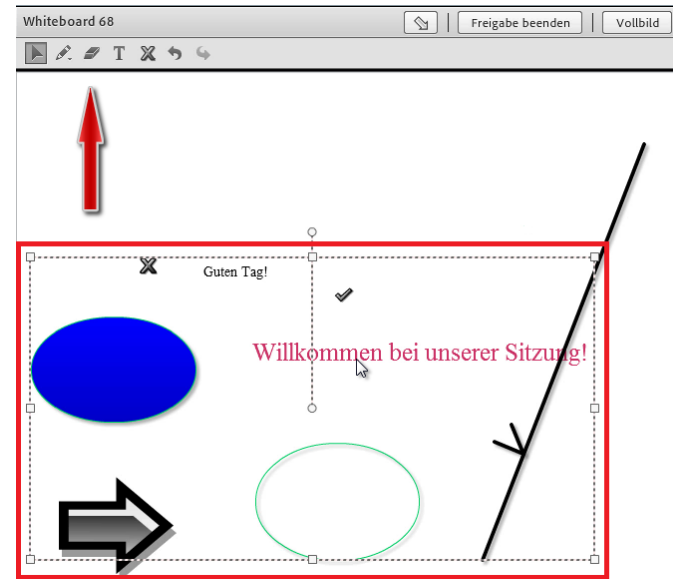 Whiteboard 68
Freigabe beenden
Vollbild
T
Guten Tag!
Willkommen bei unserer Sitzung!